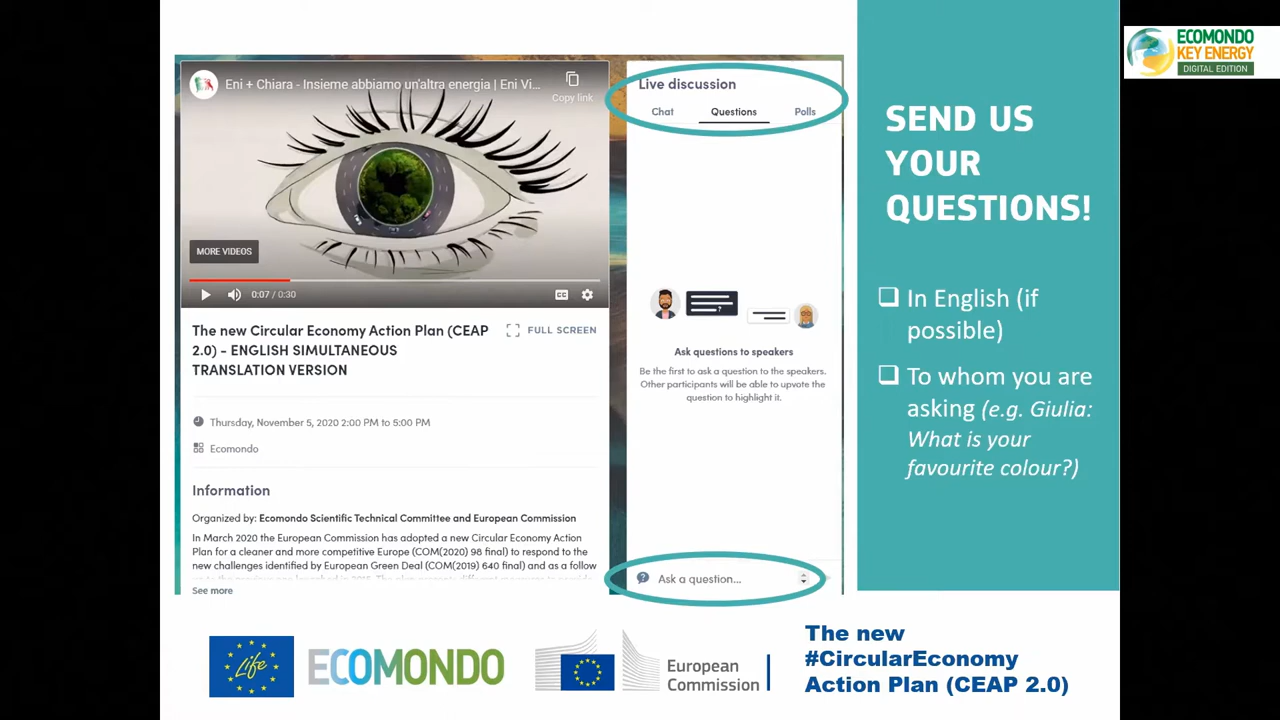 ECOMONDO
KEY ENERGY
DIGITAL EDITION
Eni + Chiara - Insieme abbiamo un'altra energia | Eni Vi...
Copy link
MORE VIDEOS
0:07 / 0:30
CC
The new Circular Economy Action Plan (CEAP
2.0) - ENGLISH SIMULTANEOUS
TRANSLATION VERSION
FULL SCREEN
Thursday, November 5, 2020 2:00 PM to 5:00 PM
Ecomondo
Information
Organized by: Ecomondo Scientific Technical Committee and European Commission
In March 2020 the European Commission has adopted a new Circular Economy Action
Plan for a cleaner and more competitive Europe (COM(2020) 98 final) to respond to the
new challenges identified by European Green Deal (COM(2019) 640 final) and as a follow
See more
Live discussion
Chat Questions Polls
Ask questions to speakers
Be the first to ask a question to the speakers.
Other participants will be able to upvote the
question to highlight it.
Ask a question...
SEND US
YOUR
QUESTIONS!
In English (if
possible)
To whom you are
asking (e.g. Giulia:
What is your
favourite colour?)
Life
ECOMONDO
European
Commission
The new
#CircularEconomy
Action Plan (CEAP 2.0)